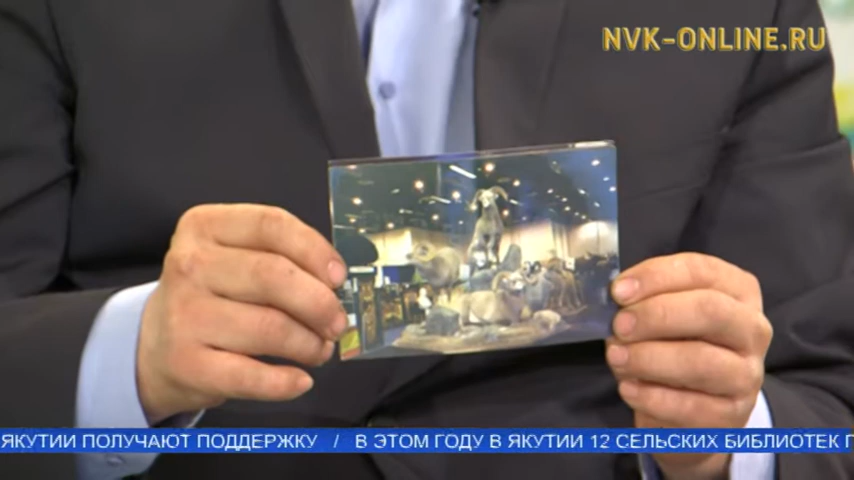 NVK-ONLINE.RU
ЯКУТИИ ПОЛУЧАЮТ ПОДДЕРЖКУ / В ЭТОМ ГОДУ В ЯКУТИИ 12 СЕЛЬСКИХ БИБЛИОТЕК